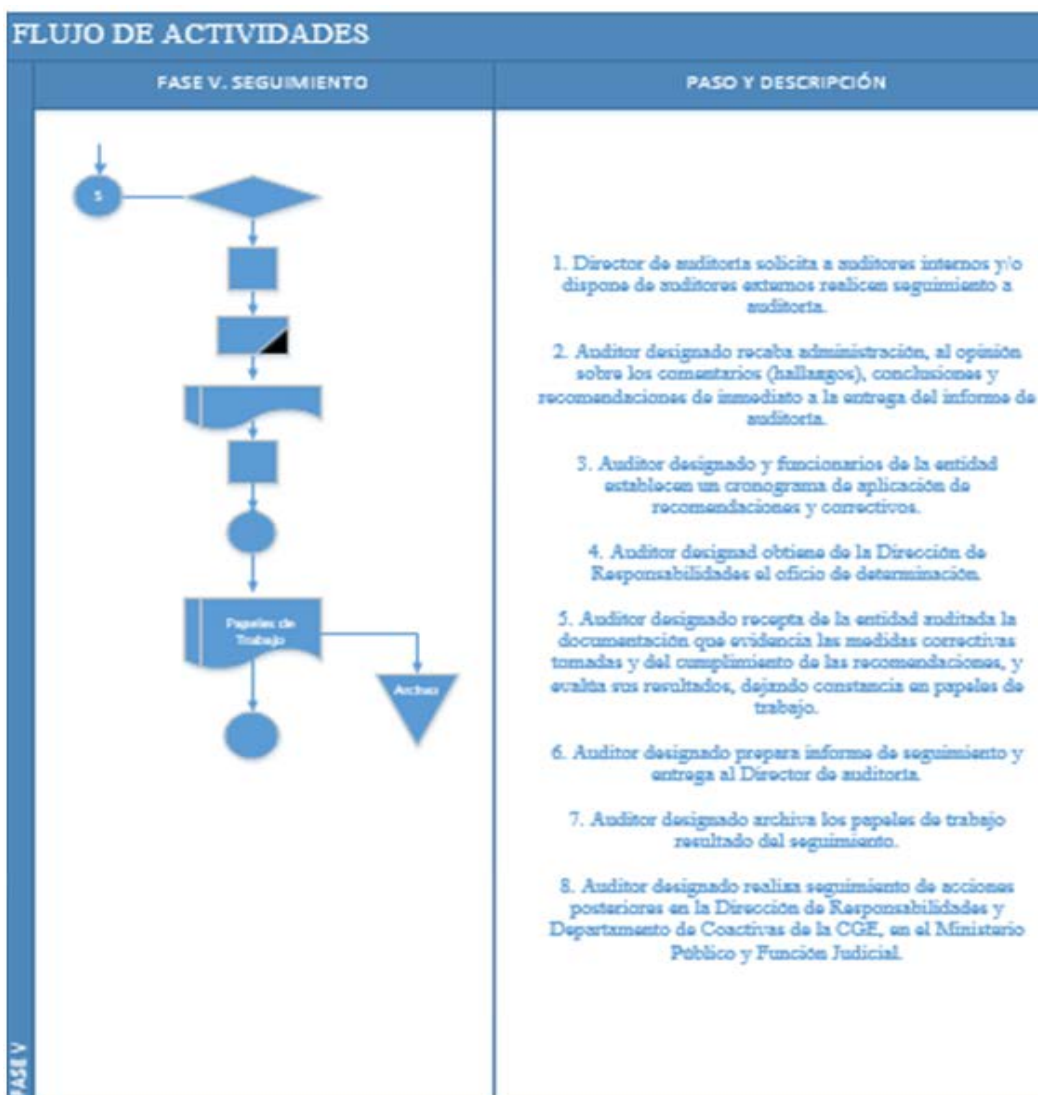 FLUJO DE ACTIVIDADES
FASE V. SEGUIMIENTO
PASO Y DESCRIPCIÓN
S
Papeles de
Trabajo
Archivo
1. Director de auditoria solicita a auditores internos y/o
dispone de auditores externos realicen seguimiento a
auditoria.
2. Auditor designado recaba administración, al opinión
sobre los comentarios (hallazgos), conclusiones y
recomendaciones de inmediato a la entrega del informe de
auditoria.
3. Auditor designado y funcionarios de la entidad
establecen un cronograma de aplicación de
recomendaciones y correctivos.
4. Auditor designad obtiene de la Dirección de
Responsabilidades el oficio de determinación.
5. Auditor designado recepta de la entidad auditada la
documentación que evidencia las medidas correctivas
tomadas y del cumplimiento de las recomendaciones, y
evalúa sus resultados, dejando constancia en papeles de
trabajo.
6. Auditor designado prepara informe de seguimiento y
entrega al Director de auditoria.
7. Auditor designado archiva los papeles de trabajo
resultado del seguimiento.
8. Auditor designado realiza seguimiento de acciones
posteriores en la Dirección de Responsabilidades y
Departamento de Coactivas de la CGE, en el Ministerio
Público y Función Judicial.
FASE V